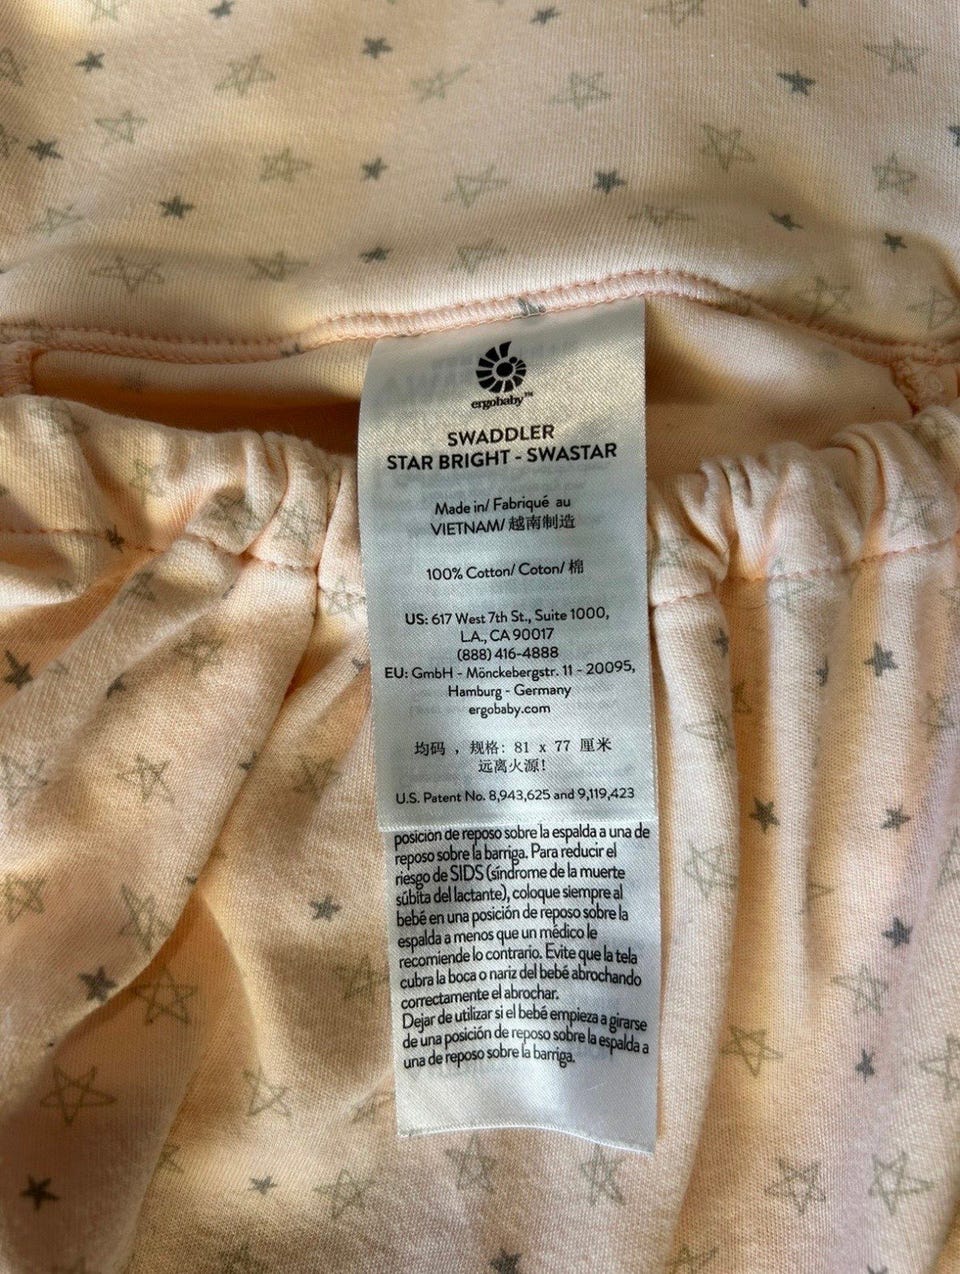 ergobaby™
SWADDLER
STAR BRIGHT - SWASTAR
Made in/ Fabriqué au
VIETNAM/ 越南制造
100% Cotton/ Coton/ 棉
US: 617 West 7th St., Suite 1000,
L.A., CA 90017
(888) 416-4888
EU: GmbH - Mönckebergstr. 11 - 20095,
Hamburg - Germany
ergobaby.com
均码 ，规格: 81 x 77 厘米
远离火源!
U.S. Patent No. 8,943,625 and 9,119,423
posición de reposo sobre la espalda a una de
reposo sobre la barriga. Para reducir el
riesgo de SIDS (síndrome de la muerte
súbita del lactante), coloque siempre al
bebé en una posición de reposo sobre la
espalda a menos que un médico le
recomiende lo contrario. Evite que la tela
cubra la boca o nariz del bebé abrochando
correctamente el abrochar.
Dejar de utilizar si el bebé empieza a girarse
de una posición de reposo sobre la espalda a
una de reposo sobre la barriga.